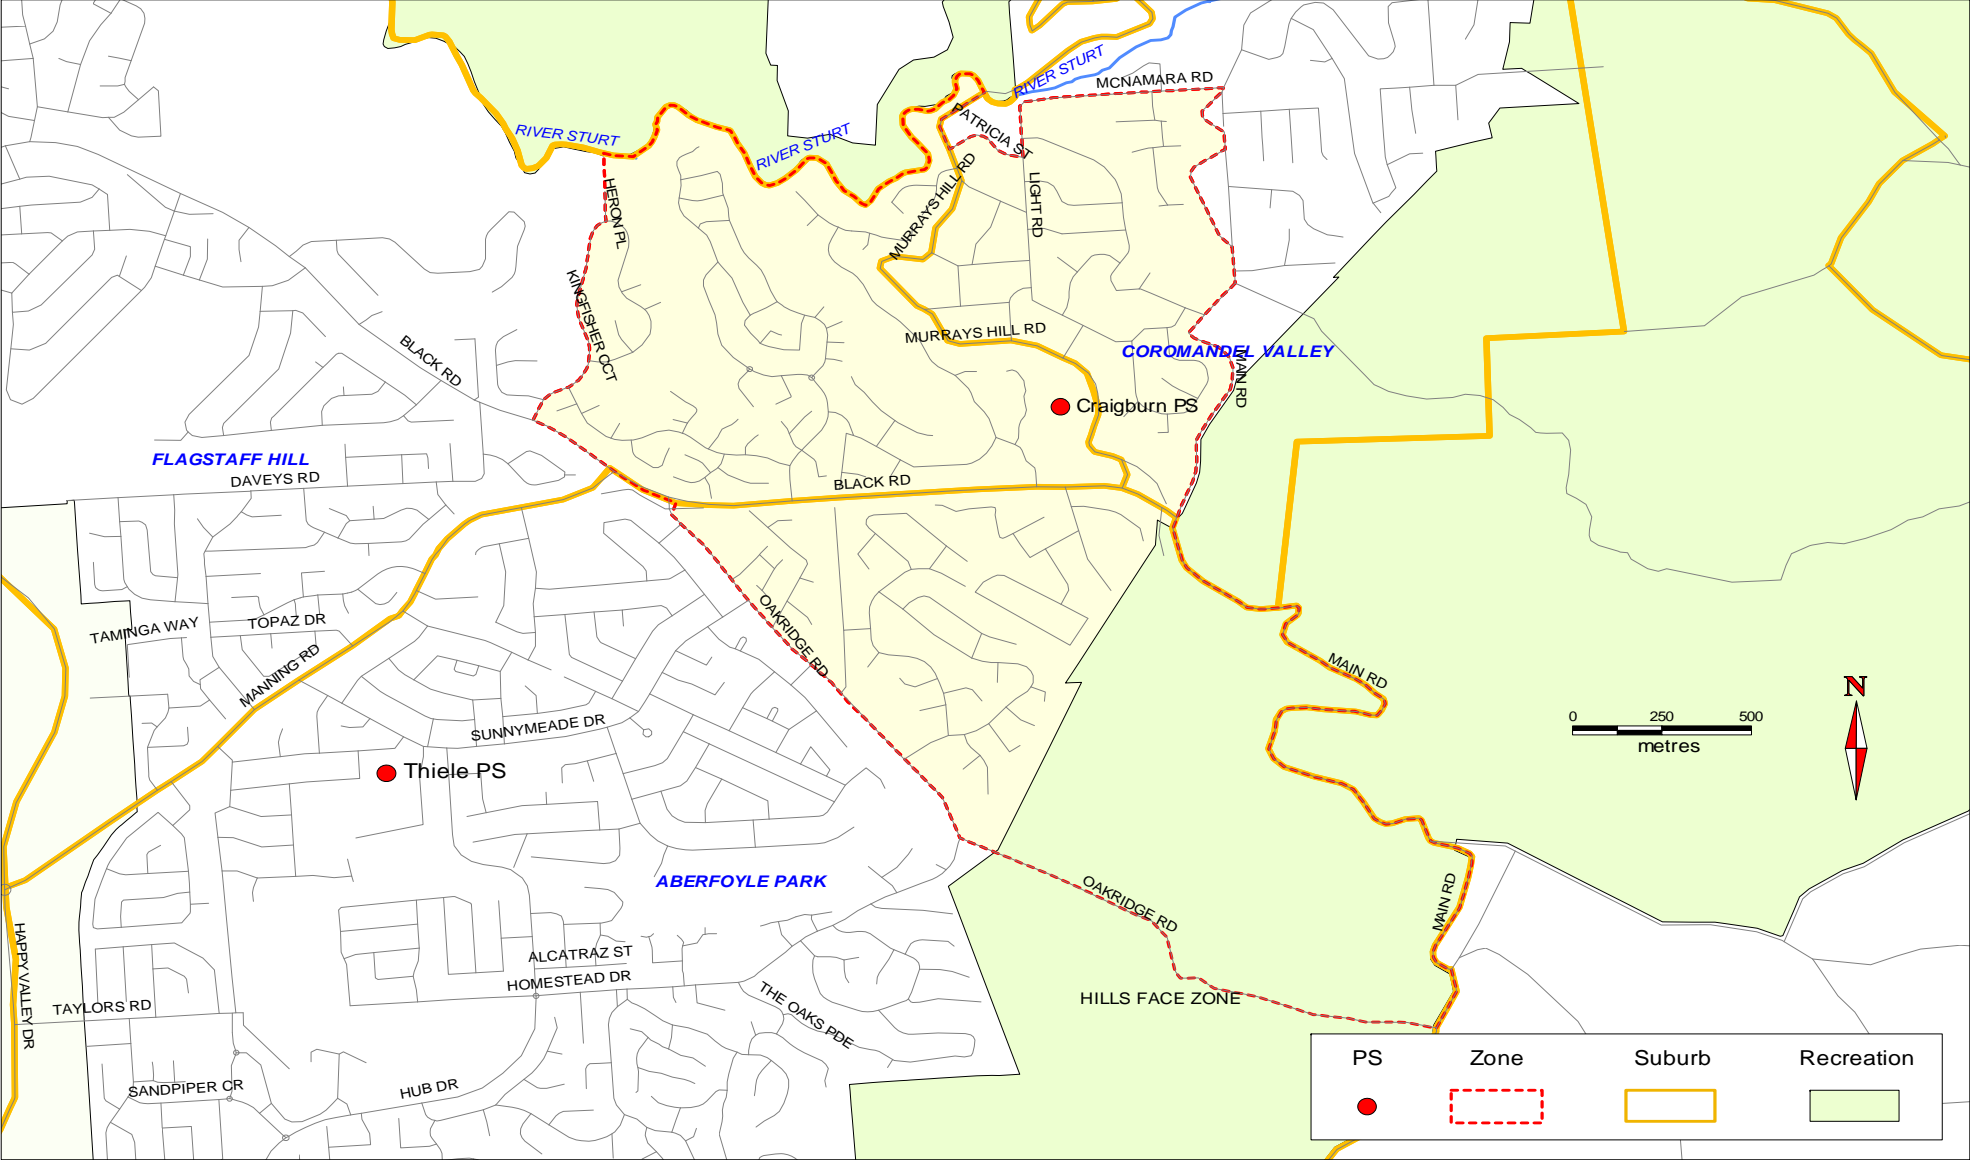 RIVER STURT
MCNAMARA RD
PATRICIA ST
RIVER STURT
RIVER STURT
HERON PL
MURRAYS HILL RD
LIGHT RD
KINGFISHER CCT
MURRAYS HILL RD
BLACK RD
COROMANDEL VALLEY
MAIN RD
Craigburn PS
FLAGSTAFF HILL
DAVEYS RD
BLACK RD
TAMINGA WAY
TOPAZ DR
MANNING RD
OAKRIDGE RD
MAIN RD
N
0 250 500
metres
SUNNYMEADE DR
Thiele PS
ABERFOYLE PARK
OAKRIDGE RD
MAIN RD
HAPPY VALLEY DR
ALCATRAZ ST
HOMESTEAD DR
THE OAKS PDE
TAYLORS RD
HILLS FACE ZONE
SANDPIPER CR
HUB DR
PS Zone Suburb Recreation